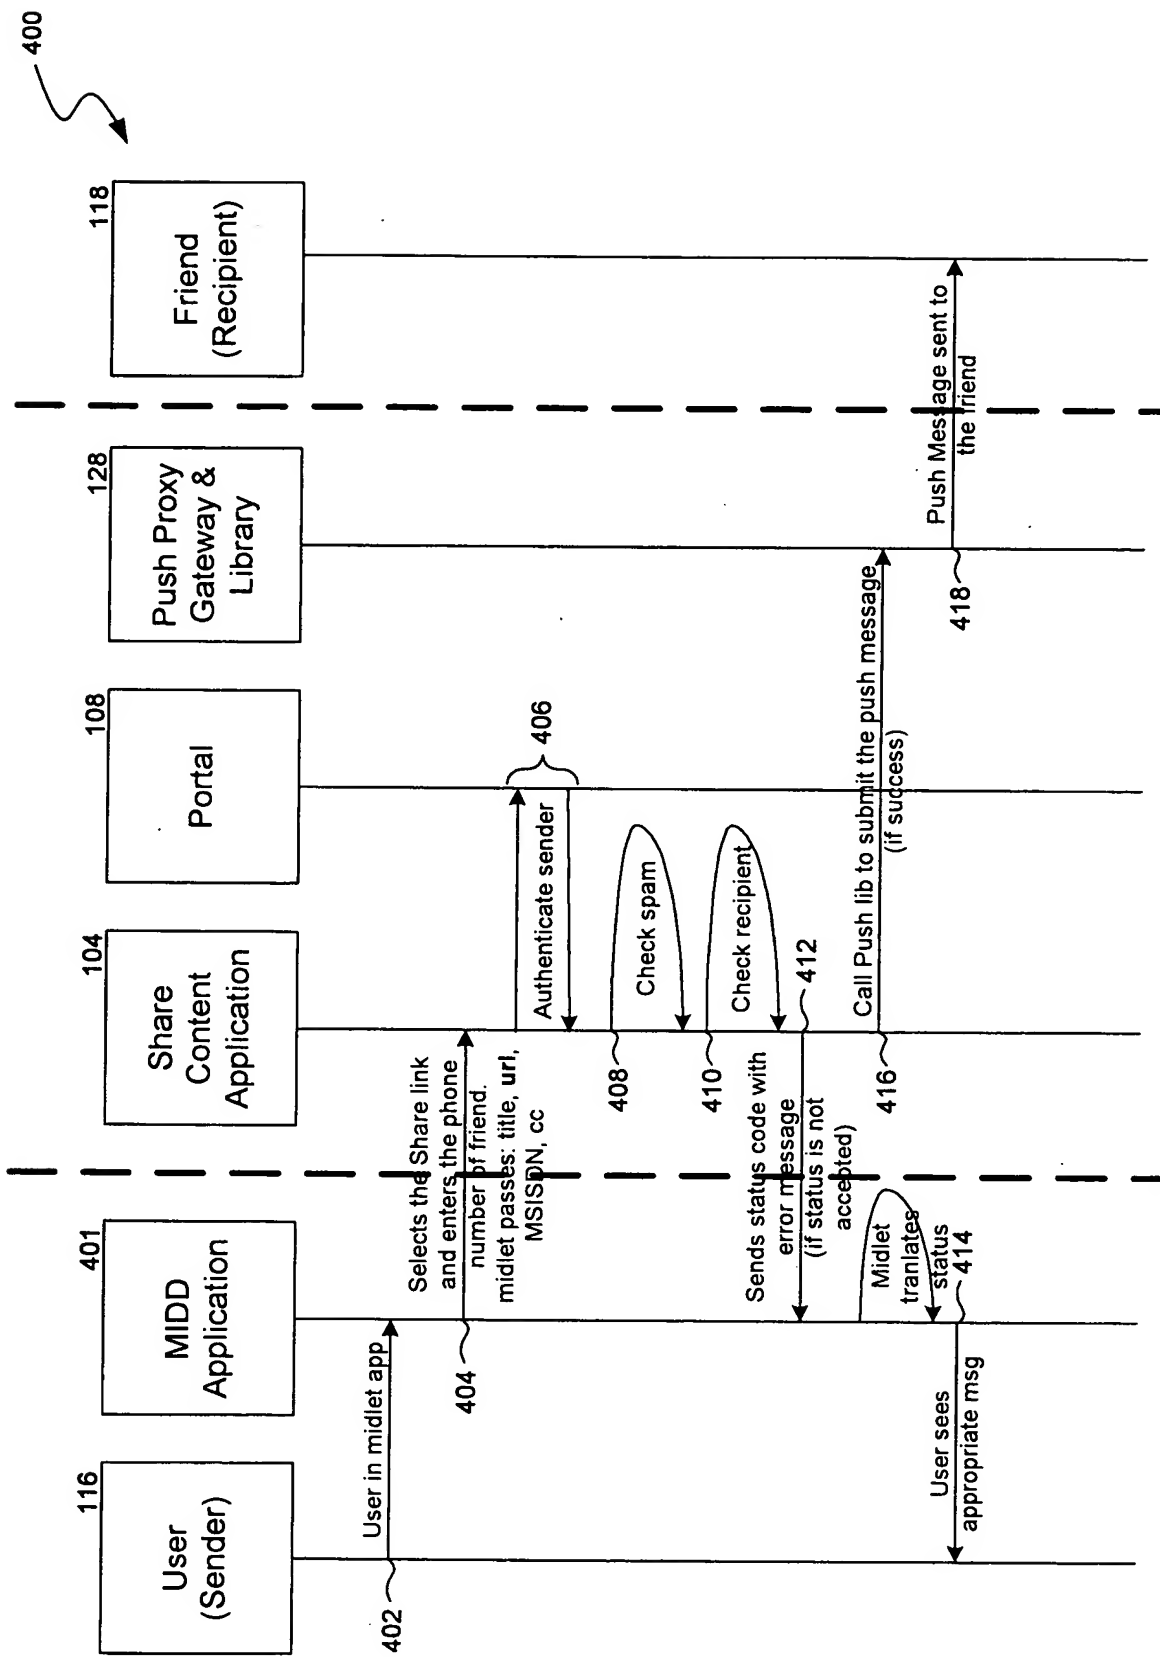 400
116
User
(Sender)
401
MIDD
Application
104
Share
Content
Application
108
Portal
128
Push Proxy
Gateway &
Library
118
Friend
(Recipient)
User in midlet app
402
Selects the Share link
and enters the phone
number of friend.
midlet passes: title, url,
MSISDN, cc
404
Authenticate sender
406
Check spam
408
Check recipient
410
Sends status code with
error message
(if status is not
accepted)
412
Midlet
tranlates
status
414
User sees
appropriate msg
Call Push lib to submit the push message
(if success)
416
Push Message sent to
the friend
418